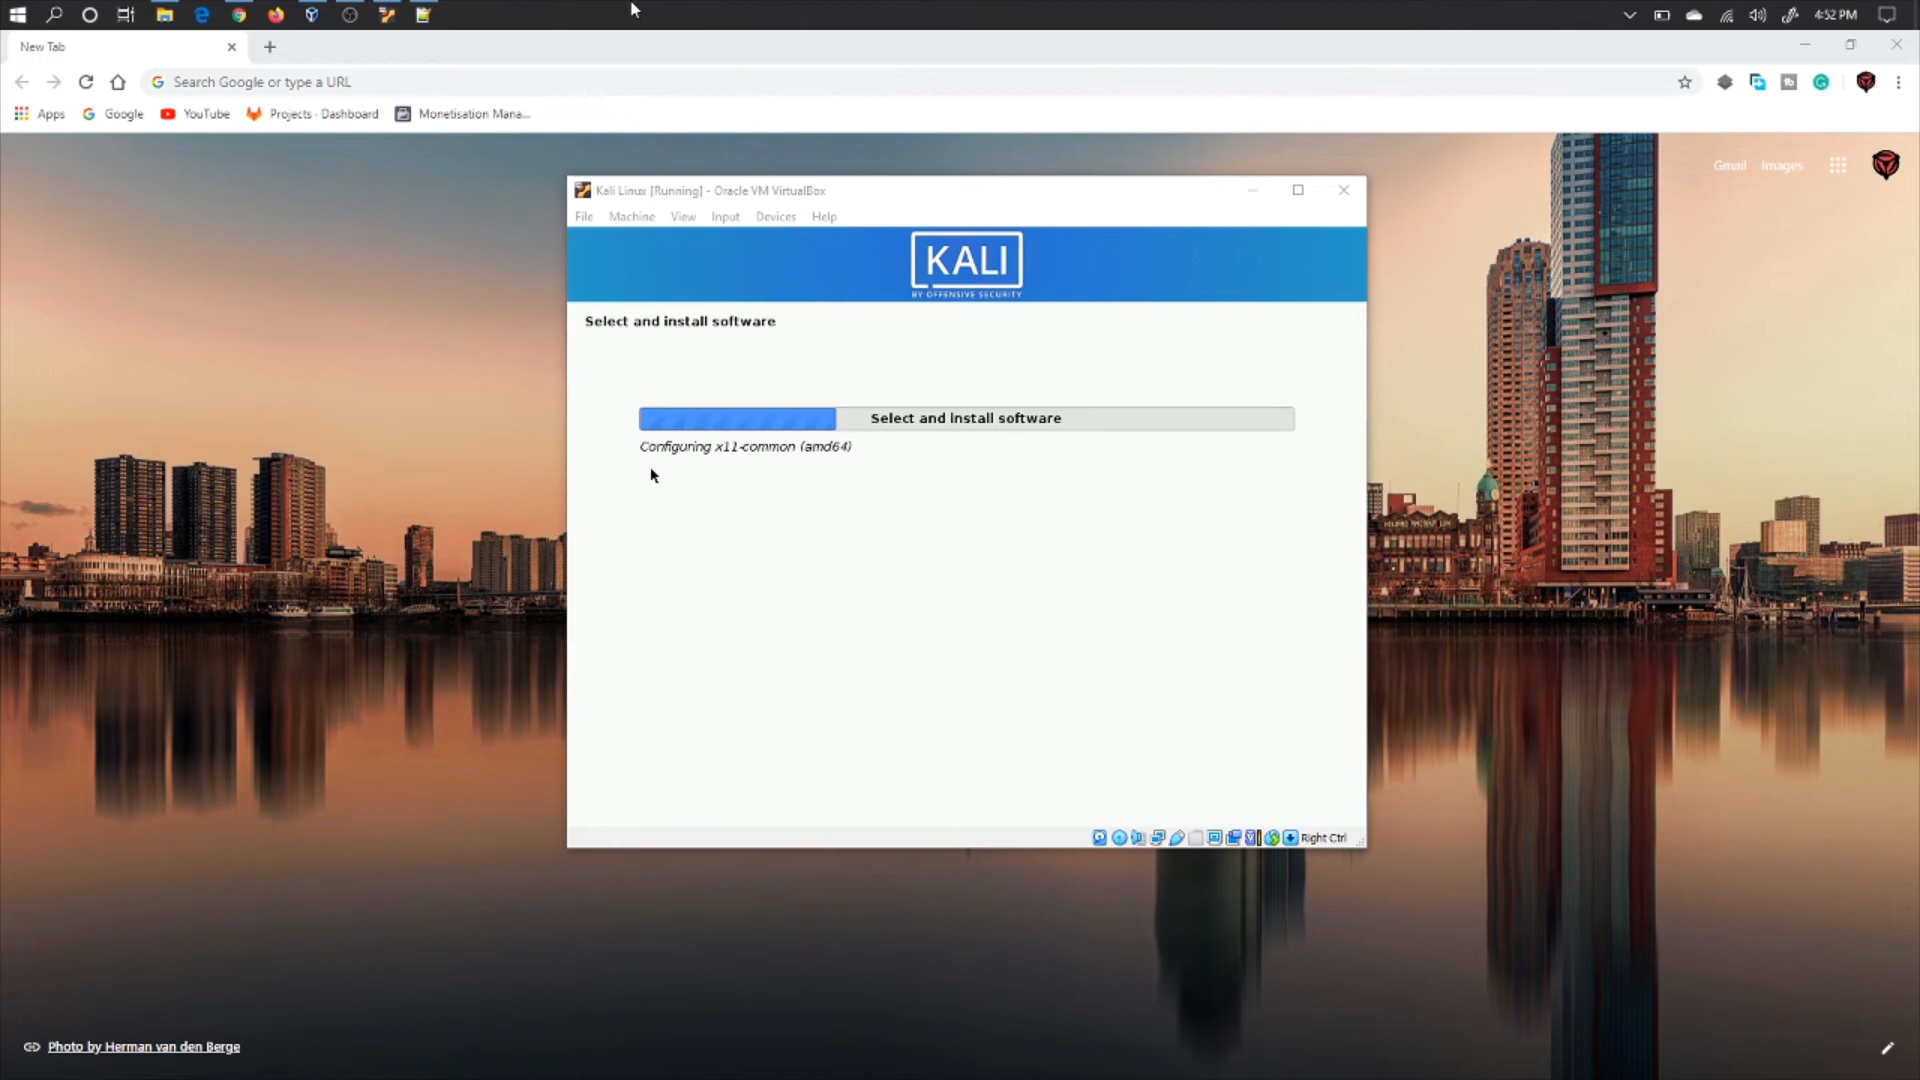 4:52 PM
New Tab
Search Google or type a URL
Apps
Google
YouTube
Projects · Dashboard
Monetisation Mana...
Gmail
Images
Kali Linux [Running] - Oracle VM VirtualBox
File Machine View Input Devices Help
KALI
BY OFFENSIVE SECURITY
Select and install software
Select and install software
Configuring x11-common (amd64)
Right Ctrl
Photo by Herman van den Berge